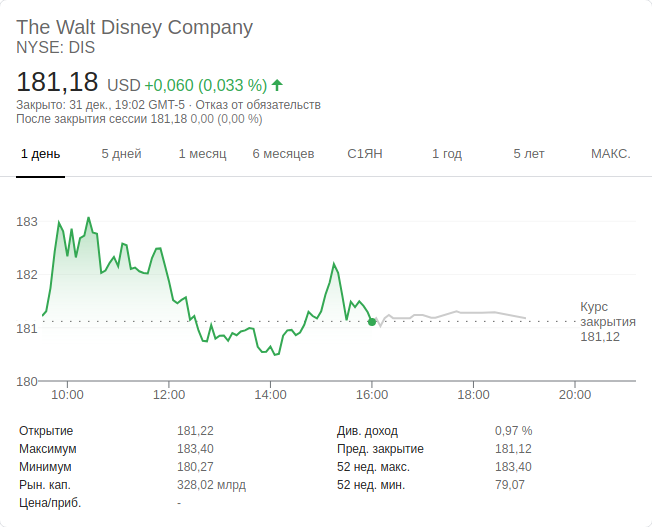 The Walt Disney Company
NYSE: DIS
181,18 USD +0,060 (0,033 %)
Закрыто: 31 дек., 19:02 GMT-5 · Отказ от обязательств
После закрытия сессии 181,18 0,00 (0,00 %)
1 день 5 дней 1 месяц 6 месяцев С1ЯН 1 год 5 лет МАКС.
183
182
181
180
Курс
закрытия
181,12
10:00 12:00 14:00 16:00 18:00 20:00
Открытие 181,22 Див. доход 0,97 %
Максимум 183,40 Пред. закрытие 181,12
Минимум 180,27 52 нед. макс. 183,40
Рын. кап. 328,02 млрд 52 нед. мин. 79,07
Цена/приб. -